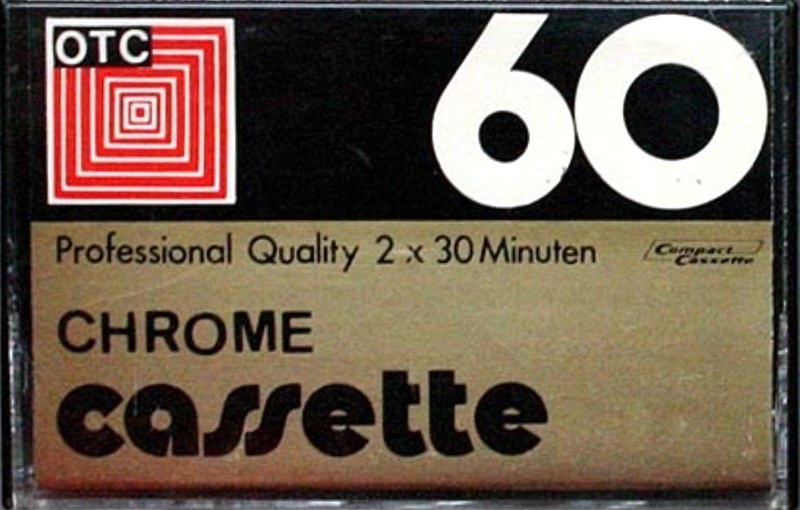 OTC
60
Professional Quality 2 x 30 Minuten
Compact
Cassette
CHROME
cassette